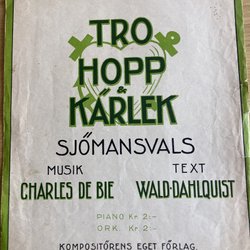 TRO
HOPP
&
KÄRLEK
SJÖMANSVALS
MUSIK TEXT
CHARLES DE BIE WALD-DAHLQUIST
PIANO Kr. 2:-
ORK. Kr. 2:-
KOMPOSITÖRENS EGET FÖRLAG